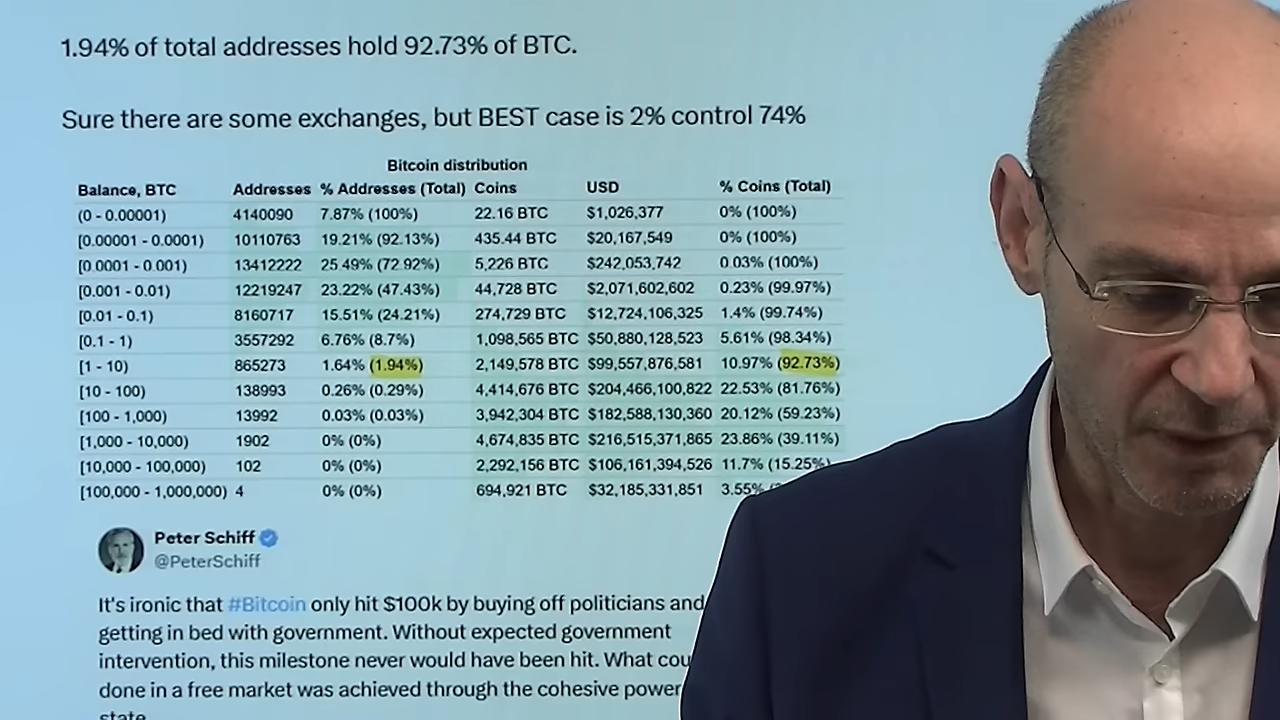 1.94% of total addresses hold 92.73% of BTC.
Sure there are some exchanges, but BEST case is 2% control 74%
Bitcoin distribution
Balance, BTC Addresses % Addresses (Total) Coins USD % Coins (Total)
(0 - 0.00001) 4140090 7.87% (100%) 22.16 BTC $1,026,377 0% (100%)
[0.00001 - 0.0001) 10110763 19.21% (92.13%) 435.44 BTC $20,167,549 0% (100%)
[0.0001 - 0.001) 13412222 25.49% (72.92%) 5,226 BTC $242,053,742 0.03% (100%)
[0.001 - 0.01) 12219247 23.22% (47.43%) 44,728 BTC $2,071,602,602 0.23% (99.97%)
[0.01 - 0.1) 8160717 15.51% (24.21%) 274,729 BTC $12,724,106,325 1.4% (99.74%)
[0.1 - 1) 3557292 6.76% (8.7%) 1,098,565 BTC $50,880,128,523 5.61% (98.34%)
[1 - 10) 865273 1.64% (1.94%) 2,149,578 BTC $99,557,876,581 10.97% (92.73%)
[10 - 100) 138993 0.26% (0.29%) 4,414,676 BTC $204,466,100,822 22.53% (81.76%)
[100 - 1,000) 13992 0.03% (0.03%) 3,942,304 BTC $182,588,130,360 20.12% (59.23%)
[1,000 - 10,000) 1902 0% (0%) 4,674,835 BTC $216,515,371,865 23.86% (39.11%)
[10,000 - 100,000) 102 0% (0%) 2,292,156 BTC $106,161,394,526 11.7% (15.25%)
[100,000 - 1,000,000) 4 0% (0%) 694,921 BTC $32,185,331,851 3.55%
Peter Schiff
@PeterSchiff
It's ironic that #Bitcoin only hit $100k by buying off politicians and
getting in bed with government. Without expected government
intervention, this milestone never would have been hit. What
done in a free market was achieved through the cohesive power
state